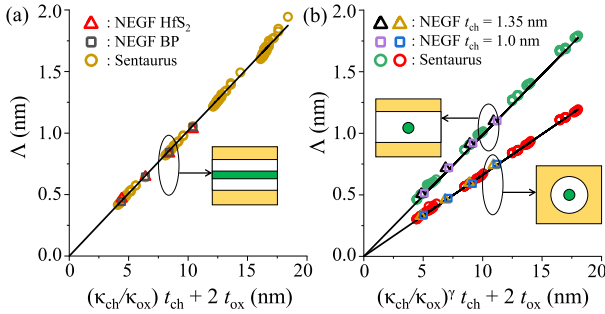 (a)
: NEGF HfS₂
: NEGF BP
: Sentaurus
2.0
1.5
1.0
0.5
0.0
Λ (nm)
0 5 10 15 20
(κch/κox) tch + 2 tox (nm)
(b)
: NEGF tch = 1.35 nm
: NEGF tch = 1.0 nm
: Sentaurus
2.0
1.5
1.0
0.5
0.0
Λ (nm)
0 5 10 15 20
(κch/κox)^γ tch + 2 tox (nm)